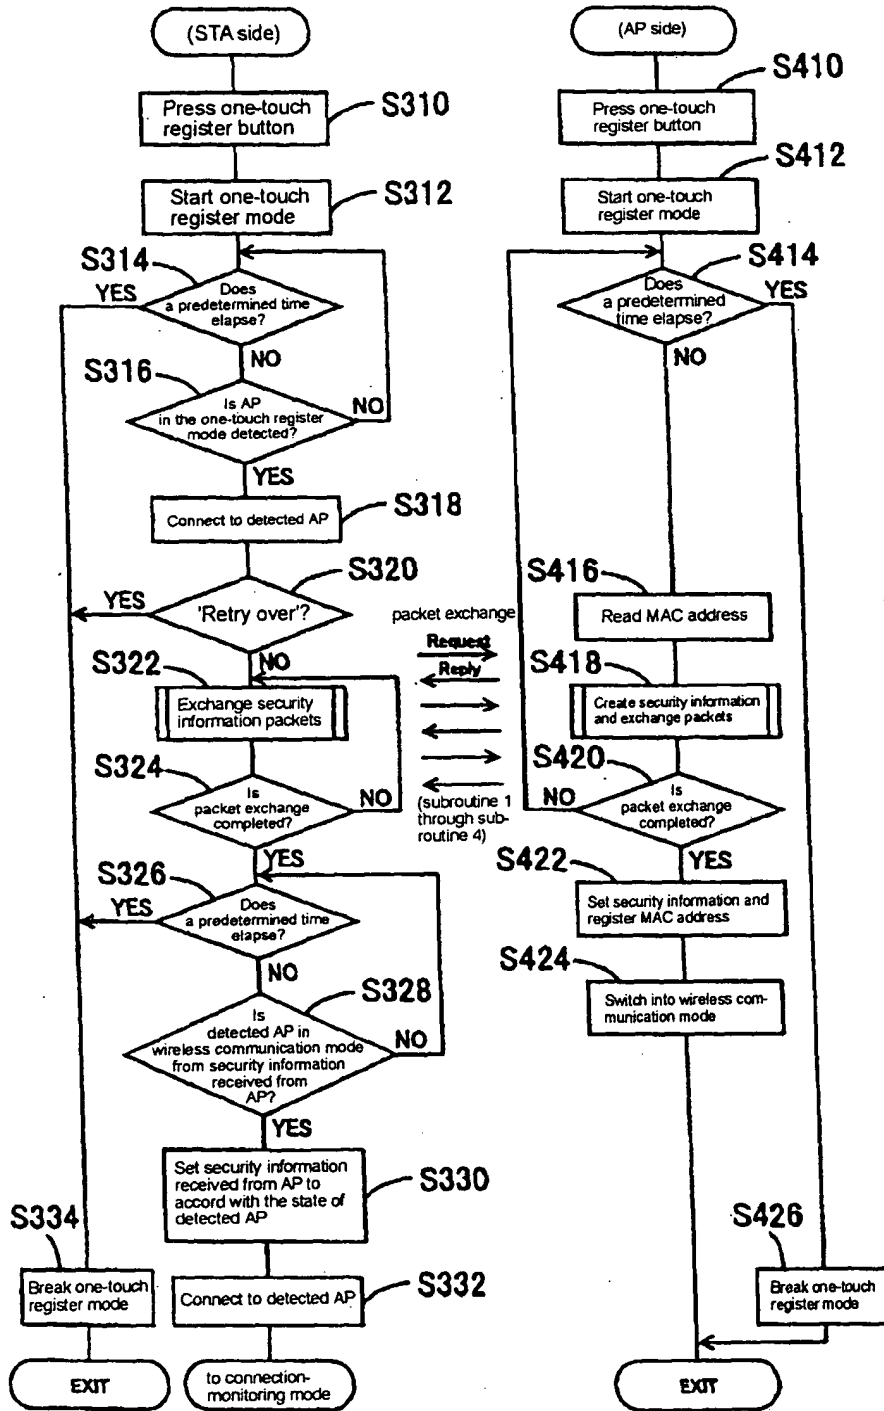 (STA side)
Press one-touch
register button
S310
Start one-touch
register mode
S312
S314
Does
a predetermined time
elapse?
YES
NO
S316
Is AP
in the one-touch register
mode detected?
NO
YES
Connect to detected AP
S318
S320
'Retry over'?
YES
NO
S322
Exchange security
information packets
S324
Is
packet exchange
completed?
NO
YES
S326
Does
a predetermined time
elapse?
YES
NO
S328
Is
detected AP in
wireless communication mode
from security information
received from
AP?
NO
YES
Set security information
received from AP to
accord with the state of
detected AP
S330
S334
Break one-touch
register mode
Connect to detected AP
S332
EXIT
to connection-
monitoring mode
packet exchange
Request
Reply
(subroutine 1
through sub-
routine 4)
(AP side)
S410
Press one-touch
register button
S412
Start one-touch
register mode
S414
Does
a predetermined
time elapse?
YES
NO
S416
Read MAC address
S418
Create security information
and exchange packets
S420
Is
packet exchange
completed?
NO
YES
S422
Set security information and
register MAC address
S424
Switch into wireless com-
munication mode
S426
Break one-touch
register mode
EXIT